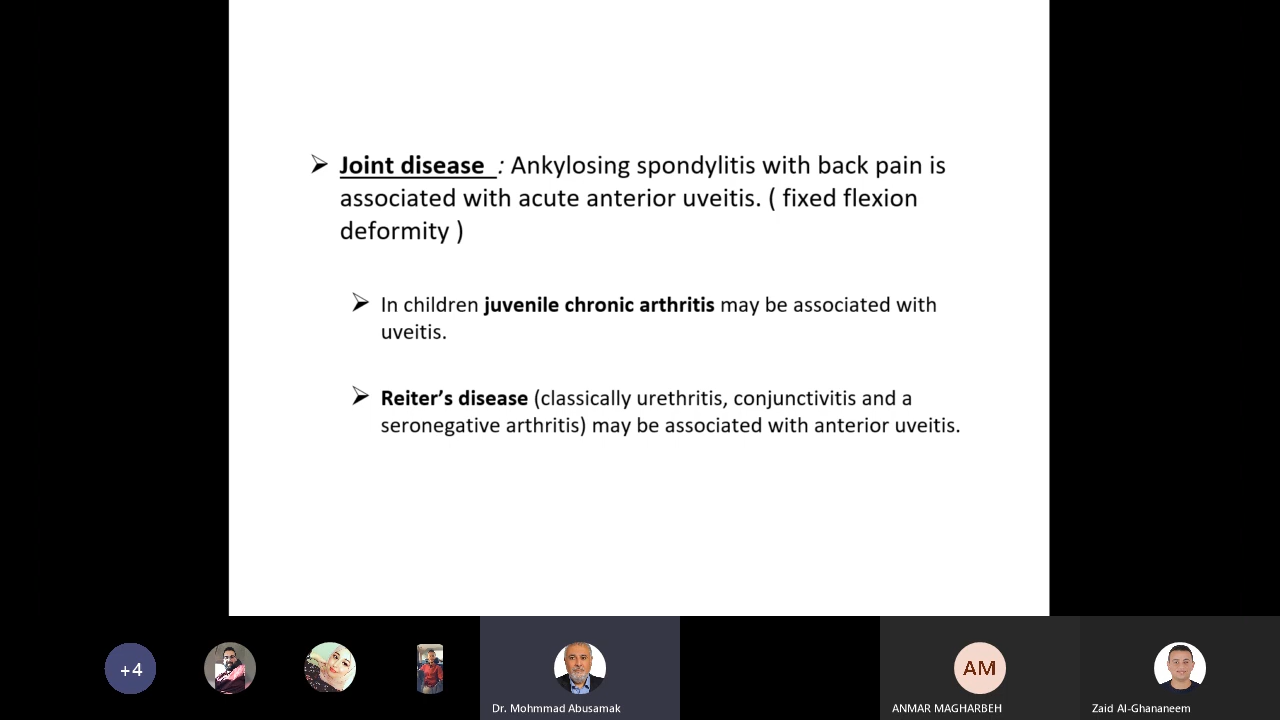 Joint disease : Ankylosing spondylitis with back pain is
associated with acute anterior uveitis. ( fixed flexion
deformity )
In children juvenile chronic arthritis may be associated with
uveitis.
Reiter’s disease (classically urethritis, conjunctivitis and a
seronegative arthritis) may be associated with anterior uveitis.
+4
AM
Dr. Mohmmad Abusamak
ANMAR MAGHARBEH
Zaid Al-Ghananeem